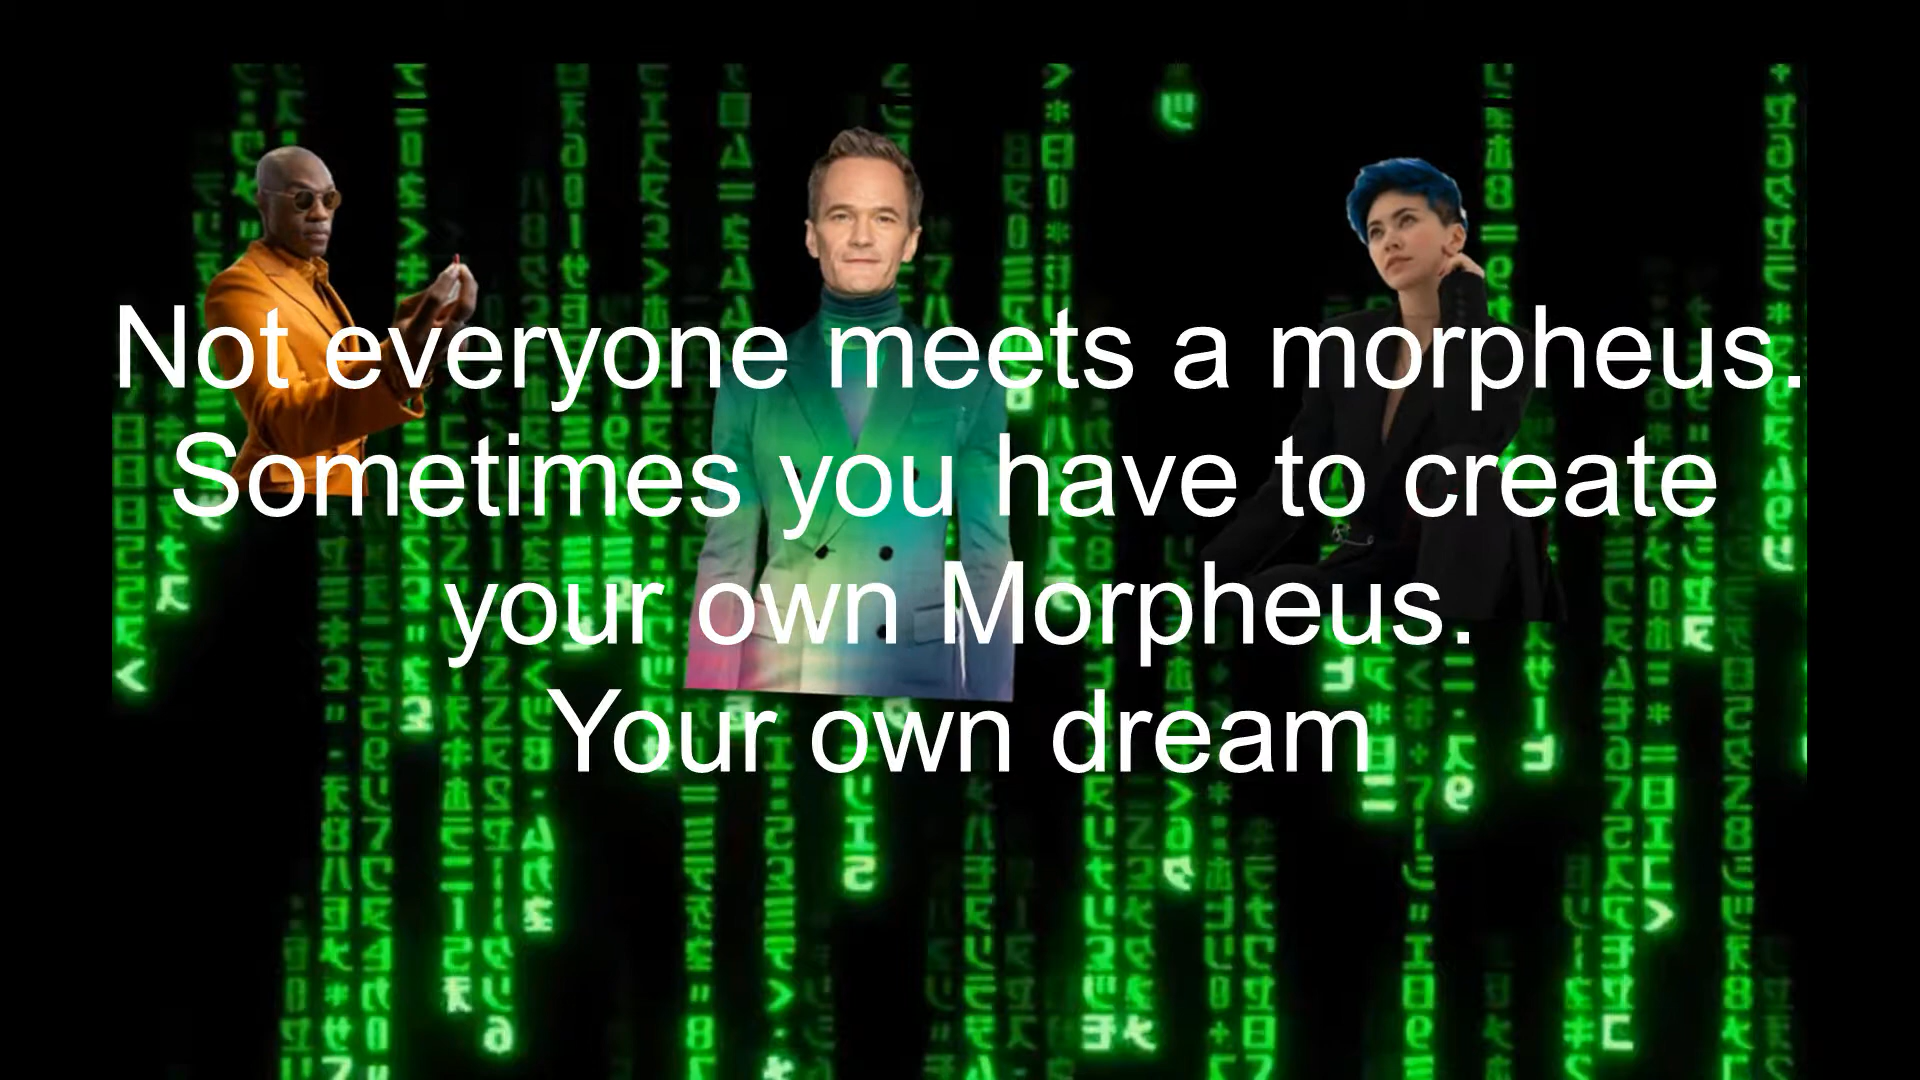 Not everyone meets a morpheus.
Sometimes you have to create
your own Morpheus.
Your own dream